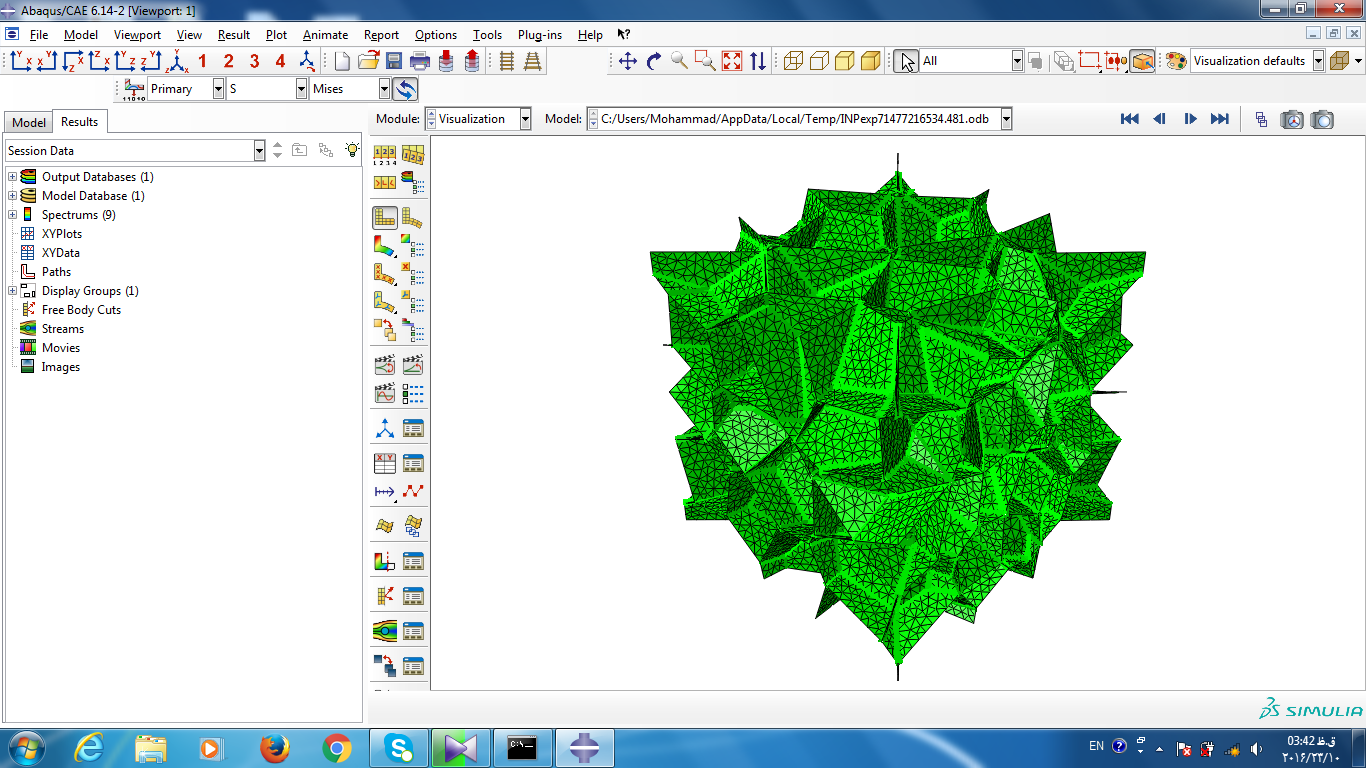 Abaqus/CAE 6.14-2 [Viewport: 1]
File Model Viewport View Result Plot Animate Report Options Tools Plug-ins Help
1 2 3 4
All
Visualization defaults
Primary S Mises
Model Results
Module: Visualization Model: C:/Users/Mohammad/AppData/Local/Temp/INPexp71477216534.481.odb
Session Data
Output Databases (1)
Model Database (1)
Spectrums (9)
XYPlots
XYData
Paths
Display Groups (1)
Free Body Cuts
Streams
Movies
Images
SIMULIA
EN
03:42 ق.ظ
۲۰۱۶/۲۳/۱۰